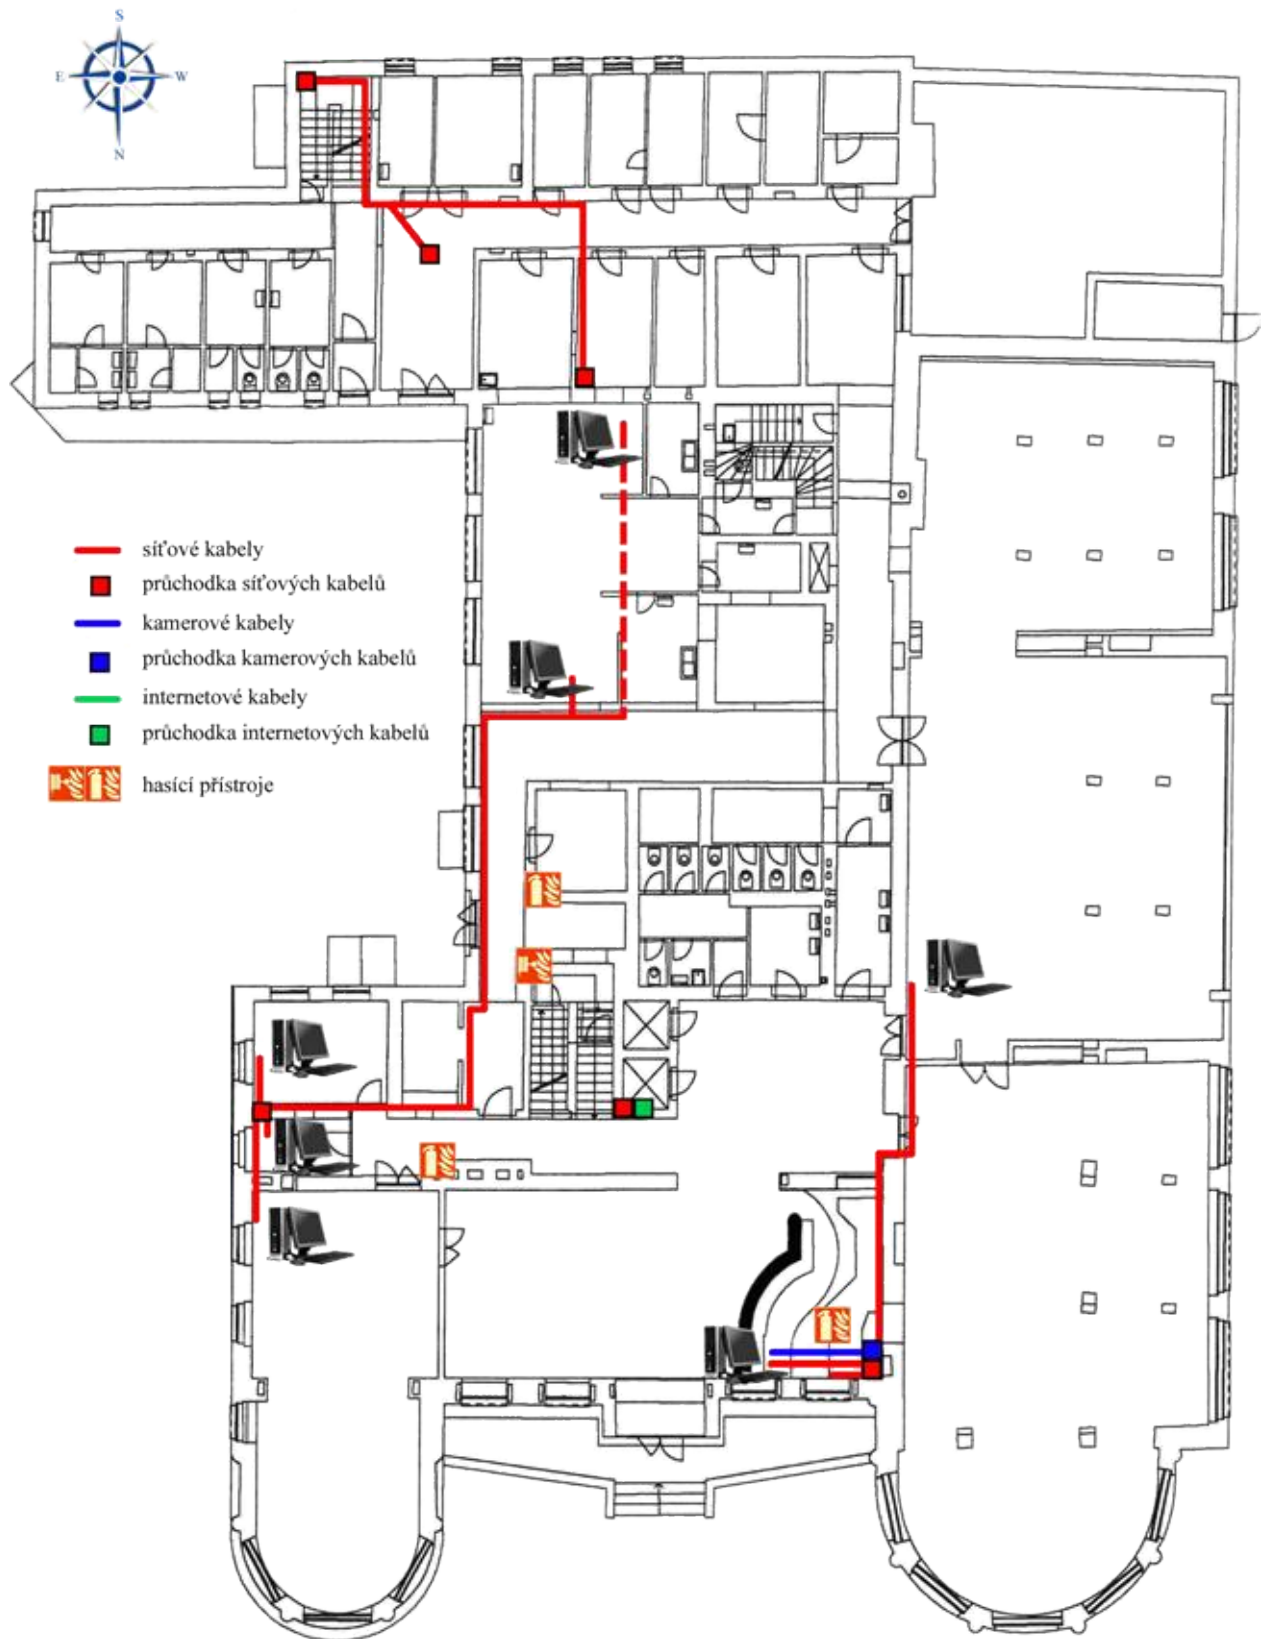 S
E W
N
síťové kabely
průchodka síťových kabelů
kamerové kabely
průchodka kamerových kabelů
internetové kabely
průchodka internetových kabelů
hasící přístroje